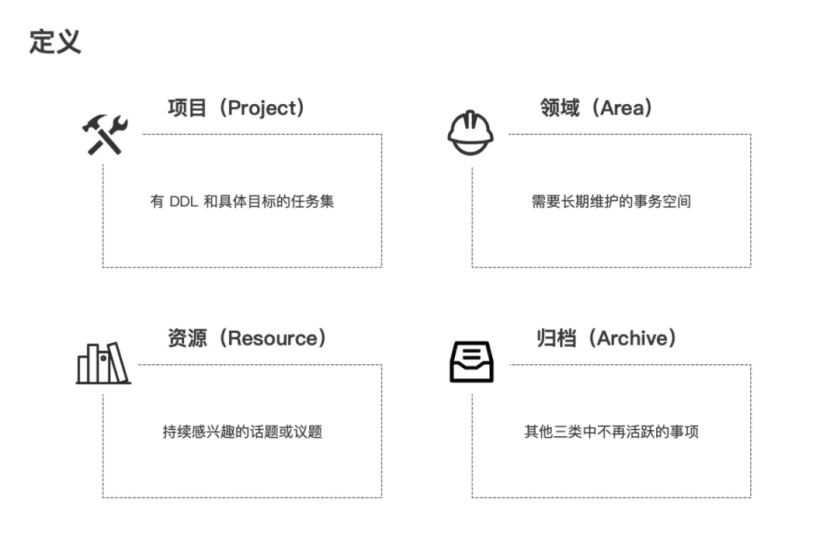 定义
项目（Project）
有 DDL 和具体目标的任务集
领域（Area）
需要长期维护的事务空间
资源（Resource）
持续感兴趣的话题或议题
归档（Archive）
其他三类中不再活跃的事项